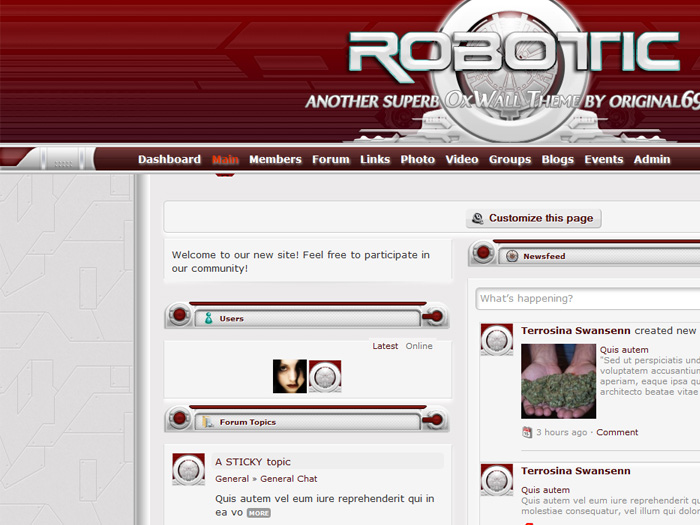 ROBOTTIC
ANOTHER SUPERB OXWALL THEME BY ORIGINAL69
Dashboard Main Members Forum Links Photo Video Groups Blogs Events Admin
Customize this page
Welcome to our new site! Feel free to participate in
our community!
Users
Latest Online
Forum Topics
A STICKY topic
General » General Chat
Quis autem vel eum iure reprehenderit qui in
ea vo MORE
Newsfeed
What's happening?
Terrosina Swansenn created new
Quis autem
"Sed ut perspiciatis und
voluptatem accusantiun
aperiam, eaque ipsa qu
architecto beatae vitae
3 hours ago · Comment
Terrosina Swansenn
Quis autem
Quis autem vel eum iure reprehenderit qui
molestiae consequatur, vel illum qui dolorem